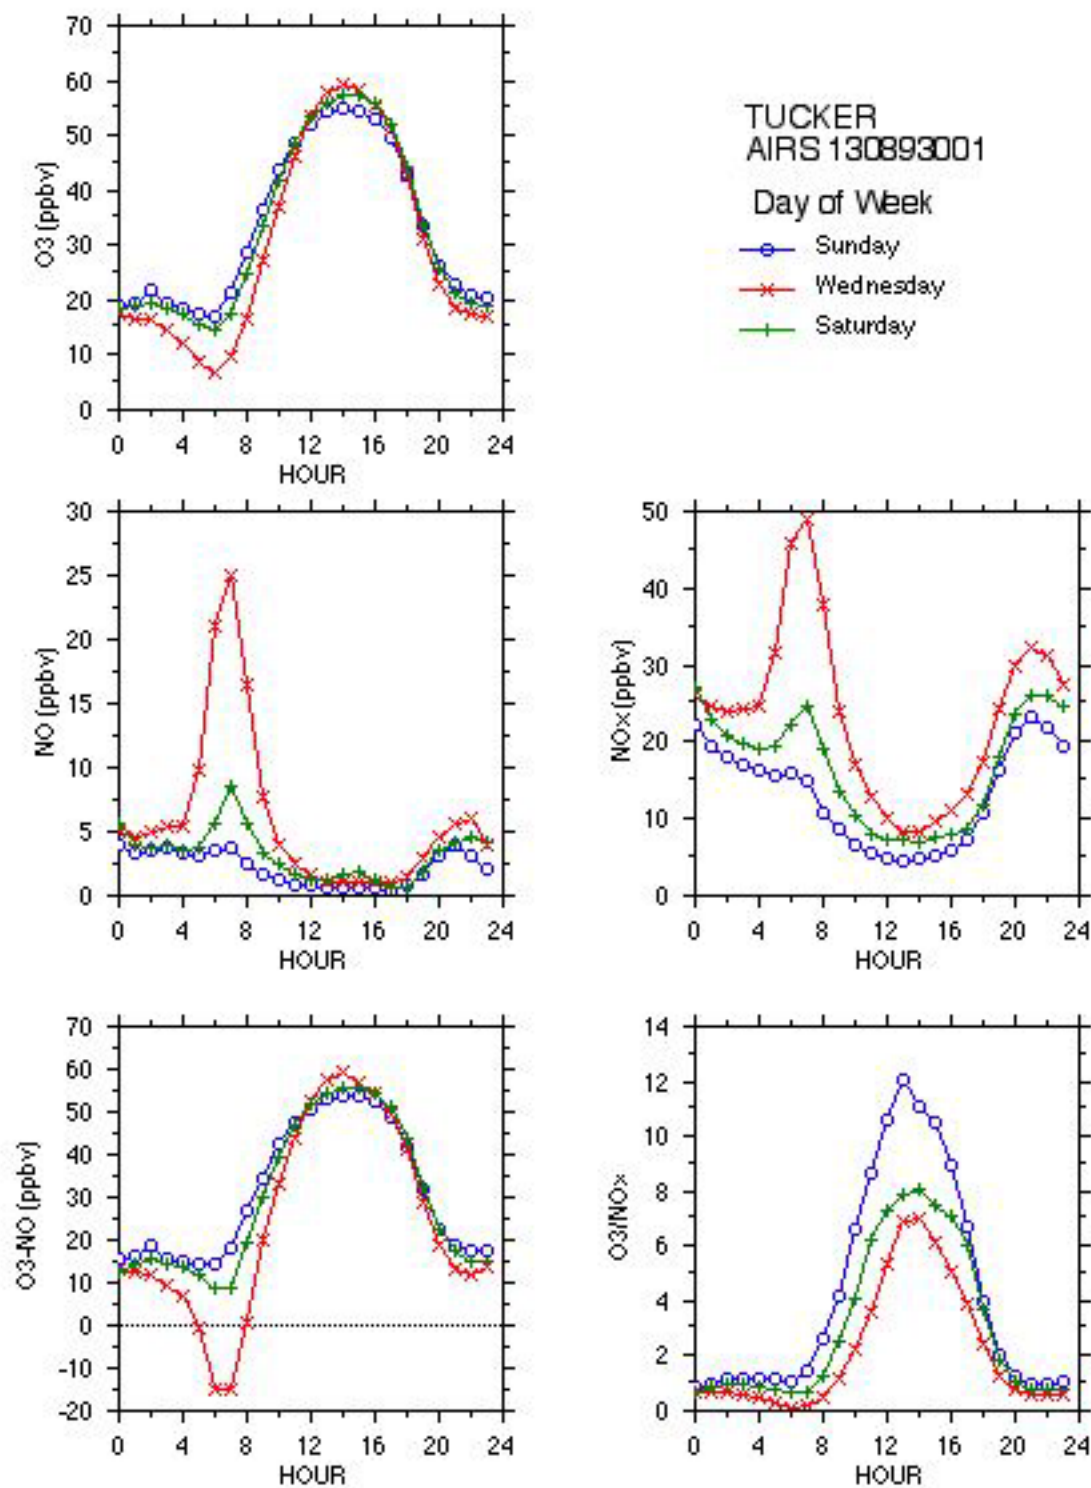 70
60
50
40
30
20
10
0
O3 (ppbv)
0 4 8 12 16 20 24
HOUR
TUCKER
AIRS 130893001
Day of Week
Sunday
Wednesday
Saturday
30
25
20
15
10
5
0
NO (ppbv)
0 4 8 12 16 20 24
HOUR
50
40
30
20
10
0
NOx (ppbv)
0 4 8 12 16 20 24
HOUR
70
60
50
40
30
20
10
0
-10
-20
O3-NO (ppbv)
0 4 8 12 16 20 24
HOUR
14
12
10
8
6
4
2
0
O3/NOx
0 4 8 12 16 20 24
HOUR